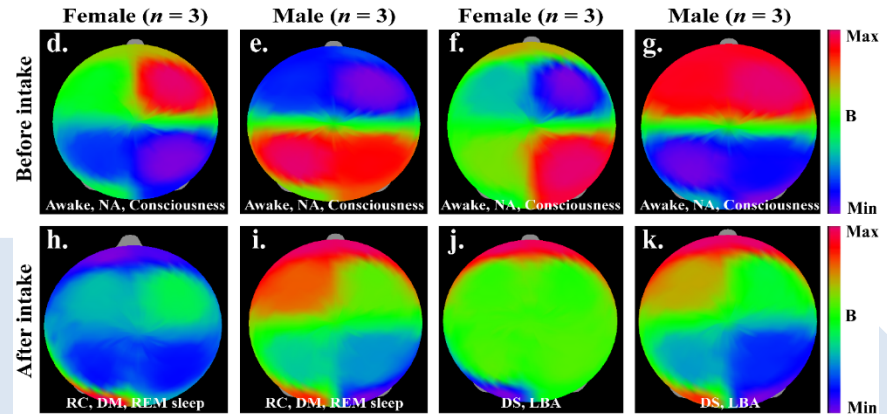 Female (n = 3) Male (n = 3) Female (n = 3) Male (n = 3)
Before intake
d. e. f. g.
Awake, NA, Consciousness Awake, NA, Consciousness Awake, NA, Consciousness Awake, NA, Consciousness
Max
B
Min
After intake
h. i. j. k.
RC, DM, REM sleep RC, DM, REM sleep DS, LBA DS, LBA
Max
B
Min